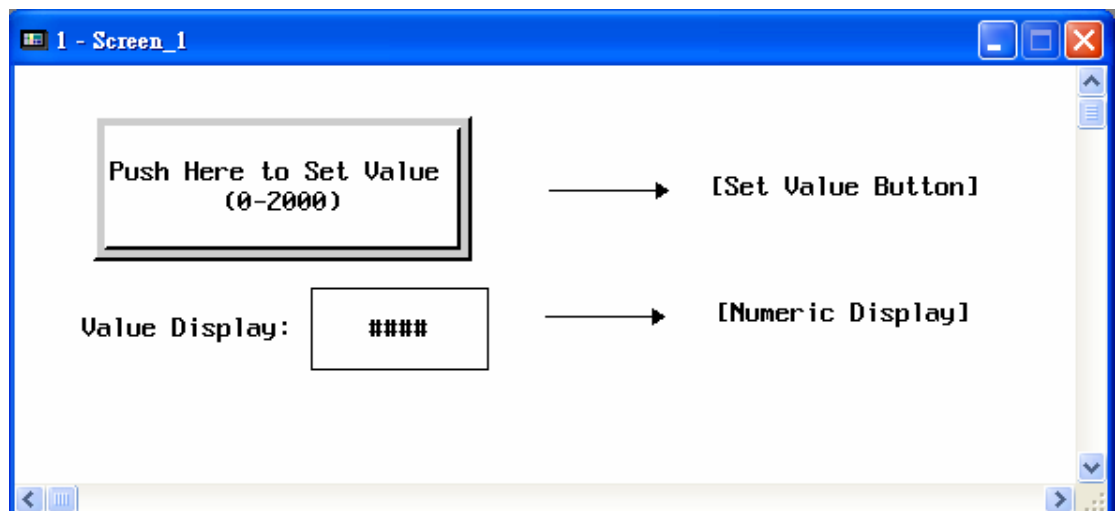 1 - Screen_1
Push Here to Set Value
(0-2000)
[Set Value Button]
Value Display:
####
[Numeric Display]